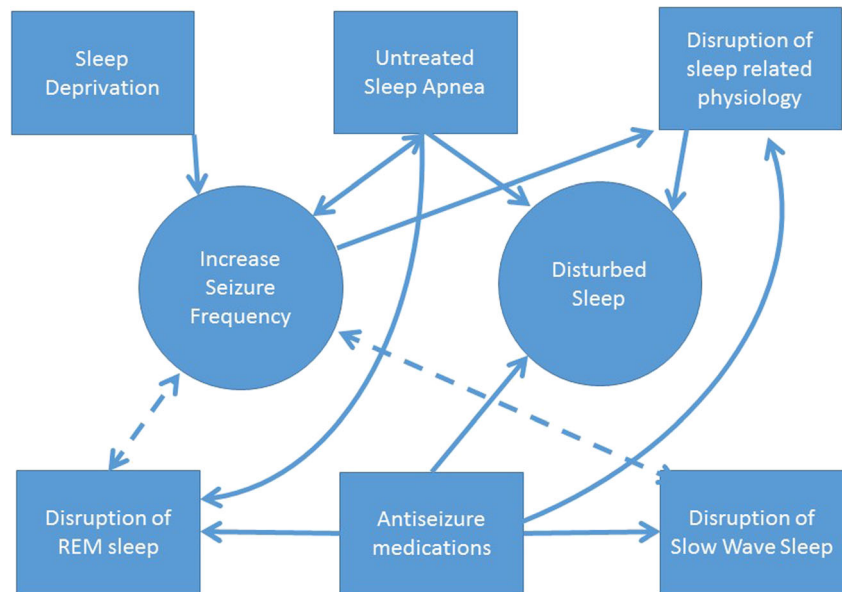 Sleep
Deprivation
Untreated
Sleep Apnea
Disruption of
sleep related
physiology
Increase
Seizure
Frequency
Disturbed
Sleep
Disruption of
REM sleep
Antiseizure
medications
Disruption of
Slow Wave Sleep